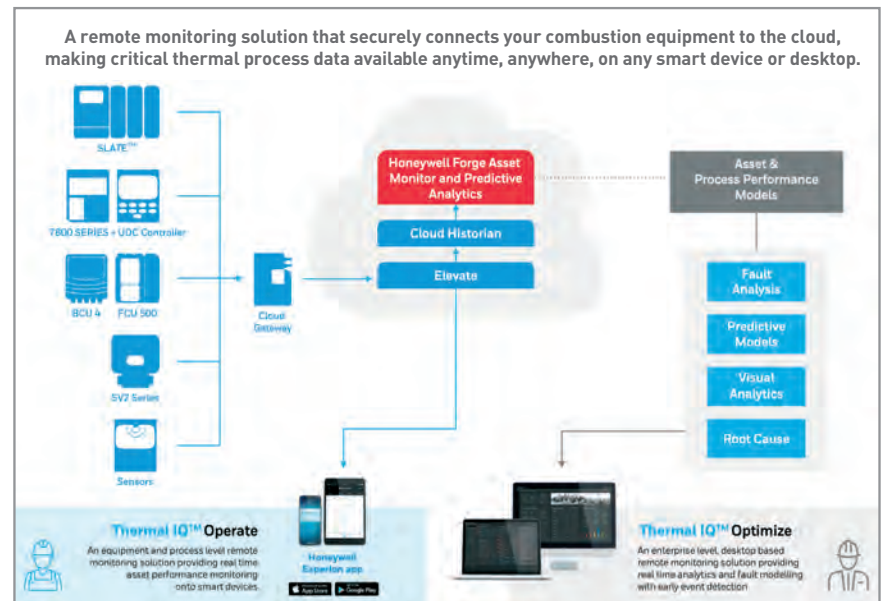 A remote monitoring solution that securely connects your combustion equipment to the cloud,
making critical thermal process data available anytime, anywhere, on any smart device or desktop.
SLATE™
7800 SERIES + UDC Controller
BCU 4
FCU 500
SV2 Series
Sensors
Cloud
Gateway
Honeywell Forge Asset
Monitor and Predictive
Analytics
Cloud Historian
Elevate
Asset &
Process Performance
Models
Fault
Analysis
Predictive
Models
Visual
Analytics
Root Cause
Thermal IQ™ Operate
An equipment and process level remote
monitoring solution providing real time
asset performance monitoring
onto smart devices
Honeywell
Experion app
App Store
Google Play
Thermal IQ™ Optimize
An enterprise level, desktop based
remote monitoring solution providing
real time analytics and fault modelling
with early event detection